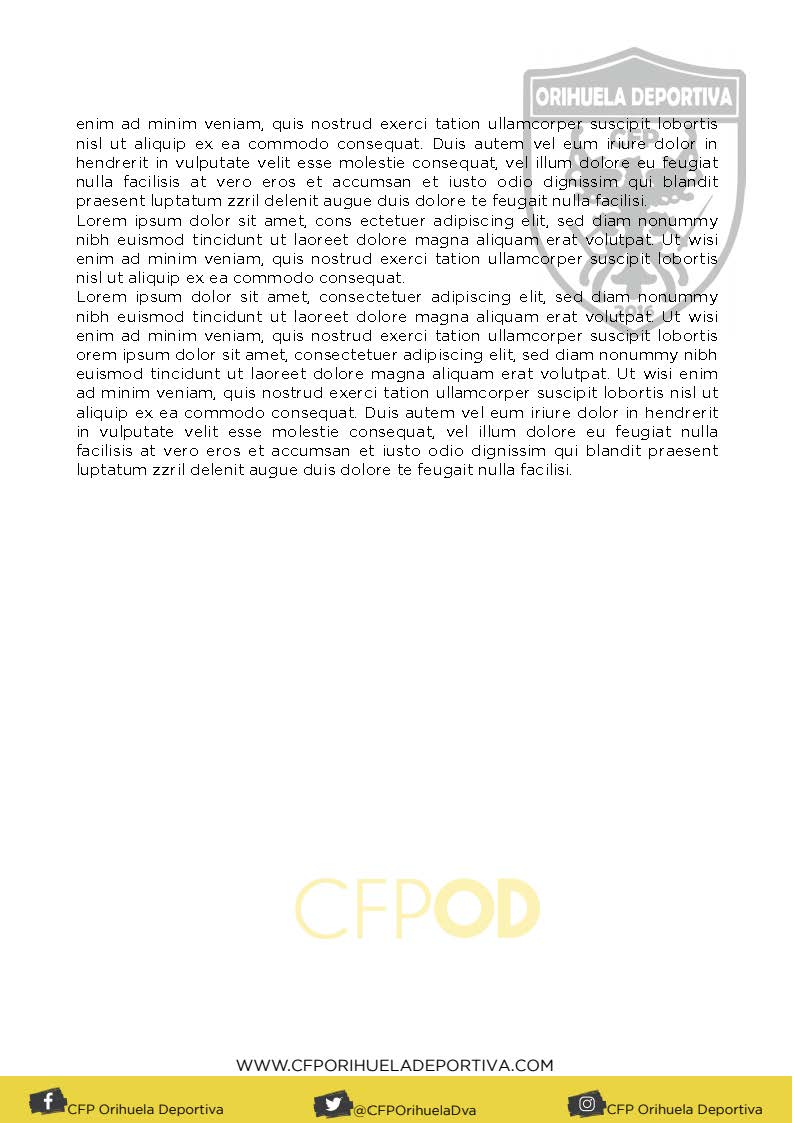 ORIHUELA DEPORTIVA
CFP
enim ad minim veniam, quis nostrud exerci tation ullamcorper suscipit lobortis
nisl ut aliquip ex ea commodo consequat. Duis autem vel eum iriure dolor in
hendrerit in vulputate velit esse molestie consequat, vel illum dolore eu feugiat
nulla facilisis at vero eros et accumsan et iusto odio dignissim qui blandit
praesent luptatum zzril delenit augue duis dolore te feugait nulla facilisi.
Lorem ipsum dolor sit amet, cons ectetuer adipiscing elit, sed diam nonummy
nibh euismod tincidunt ut laoreet dolore magna aliquam erat volutpat. Ut wisi
enim ad minim veniam, quis nostrud exerci tation ullamcorper suscipit lobortis
nisl ut aliquip ex ea commodo consequat.
Lorem ipsum dolor sit amet, consectetuer adipiscing elit, sed diam nonummy
2016
nibh euismod tincidunt ut laoreet dolore magna aliquam erat volutpat. Ut wisi
enim ad minim veniam, quis nostrud exerci tation ullamcorper suscipit lobortis
orem ipsum dolor sit amet, consectetuer adipiscing elit, sed diam nonummy nibh
euismod tincidunt ut laoreet dolore magna aliquam erat volutpat. Ut wisi enim
ad minim veniam, quis nostrud exerci tation ullamcorper suscipit lobortis nisl ut
aliquip ex ea commodo consequat. Duis autem vel eum iriure dolor in hendrerit
in vulputate velit esse molestie consequat, vel illum dolore eu feugiat nulla
facilisis at vero eros et accumsan et iusto odio dignissim qui blandit praesent
luptatum zzril delenit augue duis dolore te feugait nulla facilisi.
CFPOD
WWW.CFPORIHUELADEPORTIVA.COM
CFP Orihuela Deportiva
@CFPOrihuelaDva
CFP Orihuela Deportiva